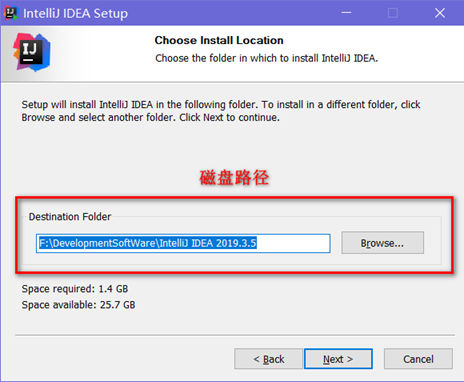 IntelliJ IDEA Setup
IJ
Choose Install Location
Choose the folder in which to install IntelliJ IDEA.
Setup will install IntelliJ IDEA in the following folder. To install in a different folder, click
Browse and select another folder. Click Next to continue.
磁盘路径
Destination Folder
F:\DevelopmentSoftWare\IntelliJ IDEA 2019.3.5
Browse...
Space required: 1.4 GB
Space available: 25.7 GB
< Back
Next >
Cancel